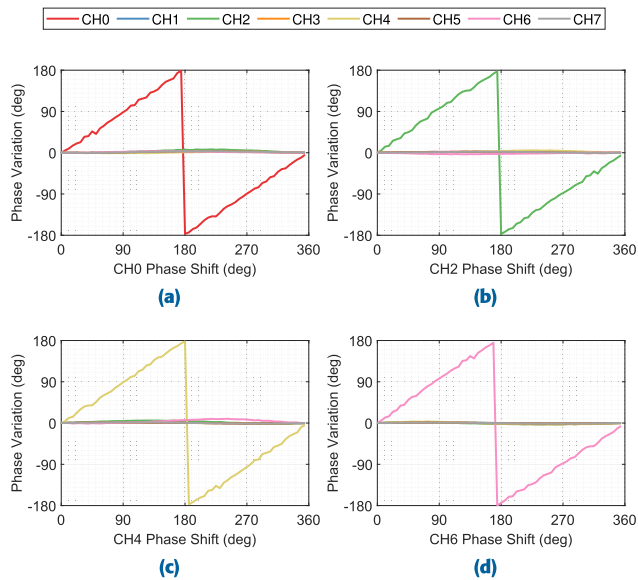 CH0 CH1 CH2 CH3 CH4 CH5 CH6 CH7
180
90
0
-90
-180
0 90 180 270 360
Phase Variation (deg)
CH0 Phase Shift (deg)
(a)
180
90
0
-90
-180
0 90 180 270 360
Phase Variation (deg)
CH2 Phase Shift (deg)
(b)
180
90
0
-90
-180
0 90 180 270 360
Phase Variation (deg)
CH4 Phase Shift (deg)
(c)
180
90
0
-90
-180
0 90 180 270 360
Phase Variation (deg)
CH6 Phase Shift (deg)
(d)